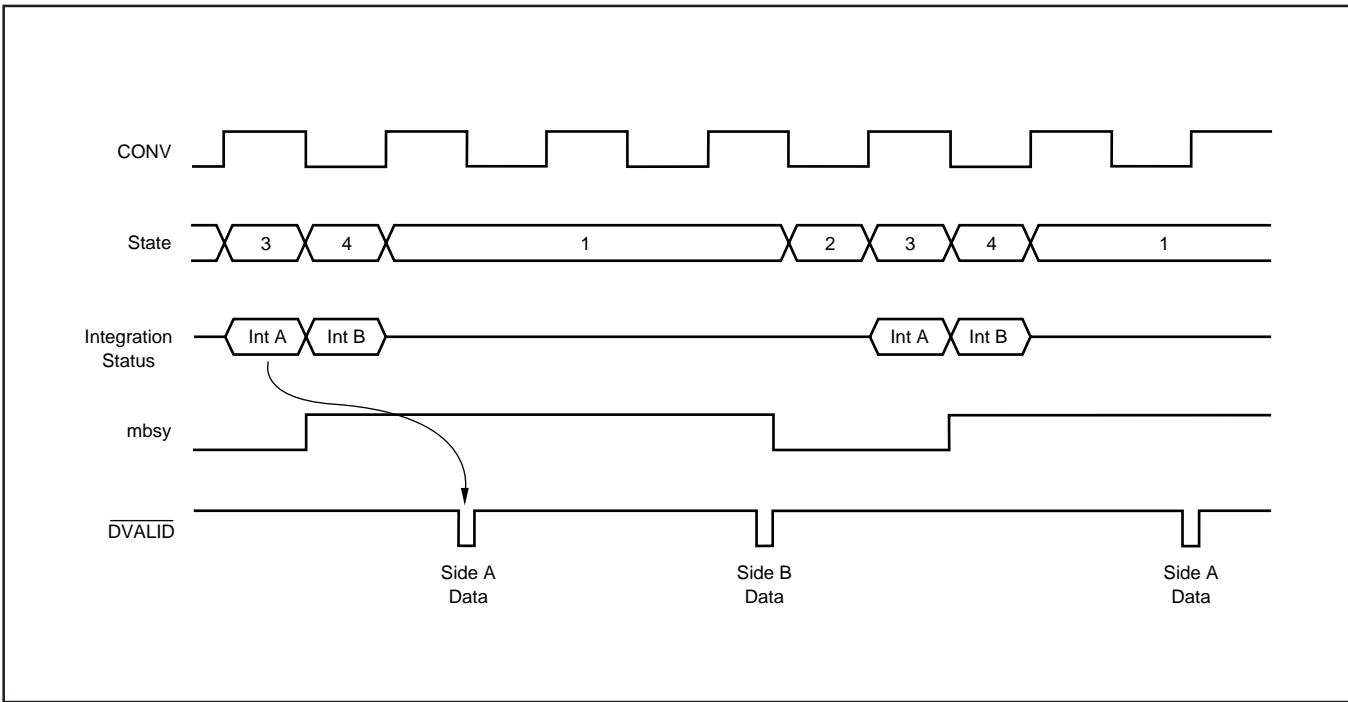 CONV
State
3
4
1
2
3
4
1
Integration
Status
Int A
Int B
Int A
Int B
mbsy
DVALID
Side A
Data
Side B
Data
Side A
Data